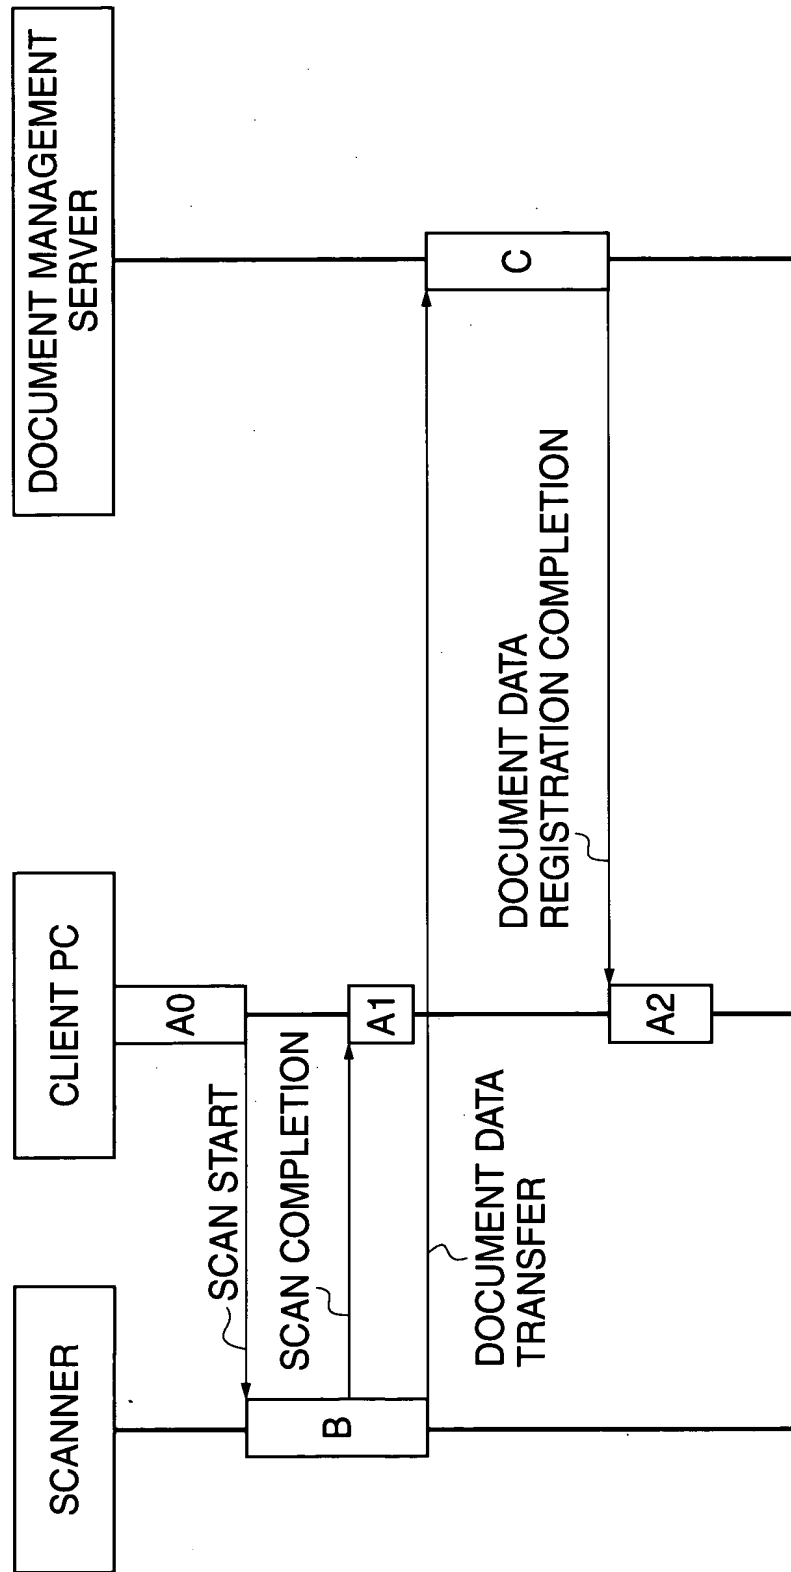 SCANNER
CLIENT PC
DOCUMENT MANAGEMENT
SERVER
A0
SCAN START
B
SCAN COMPLETION
A1
DOCUMENT DATA
TRANSFER
C
DOCUMENT DATA
REGISTRATION COMPLETION
A2